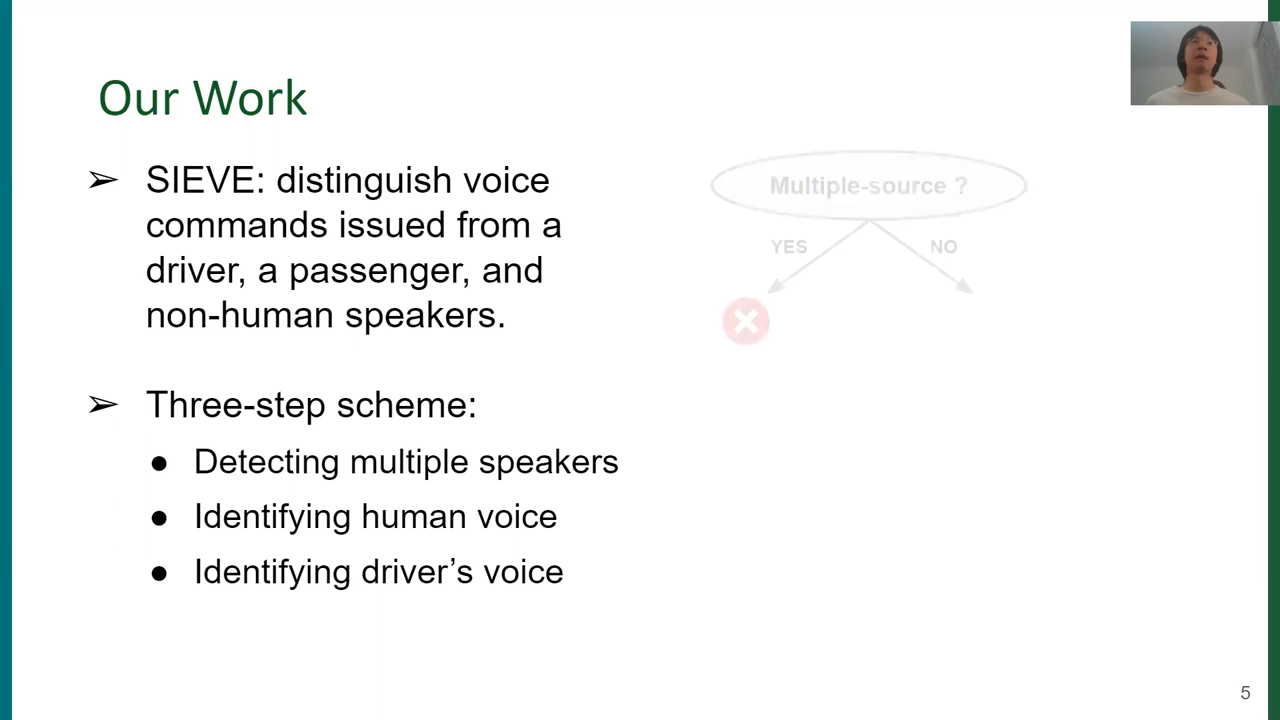 Our Work
➢ SIEVE: distinguish voice
commands issued from a
driver, a passenger, and
non-human speakers.
➢ Three-step scheme:
● Detecting multiple speakers
● Identifying human voice
● Identifying driver’s voice
Multiple-source ?
YES
NO
5